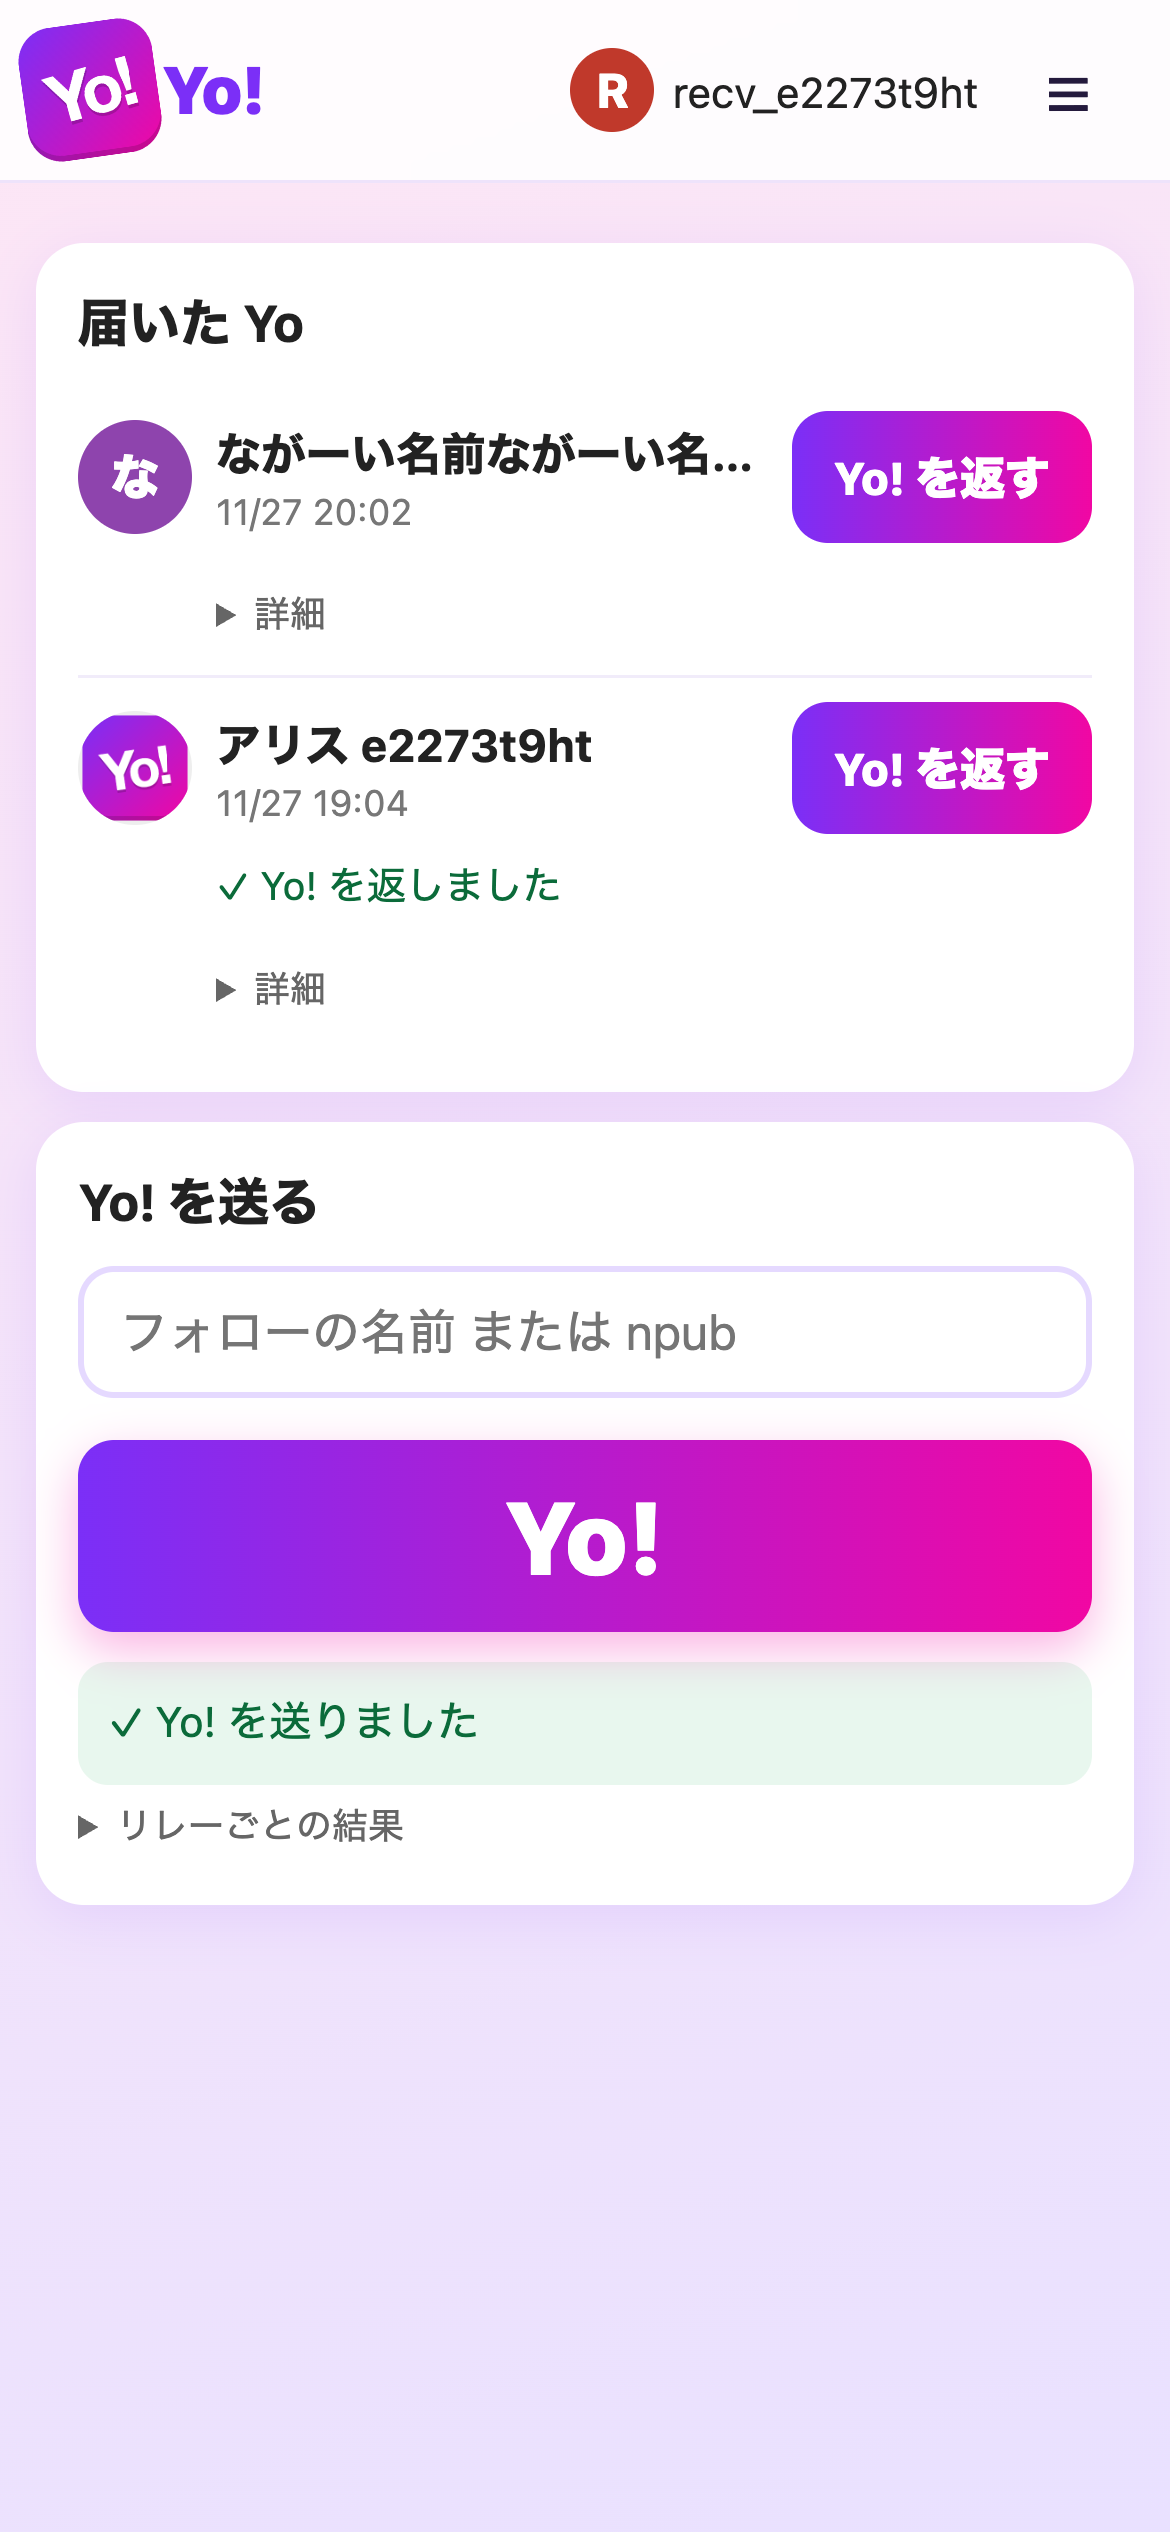 Yo! Yo!
R recv_e2273t9ht
届いた Yo
な ながーい名前ながーい名...
11/27 20:02
Yo! を返す
▶ 詳細
Yo! アリス e2273t9ht
11/27 19:04
Yo! を返す
✓ Yo! を返しました
▶ 詳細
Yo! を送る
フォローの名前 または npub
Yo!
✓ Yo! を送りました
▶ リレーごとの結果